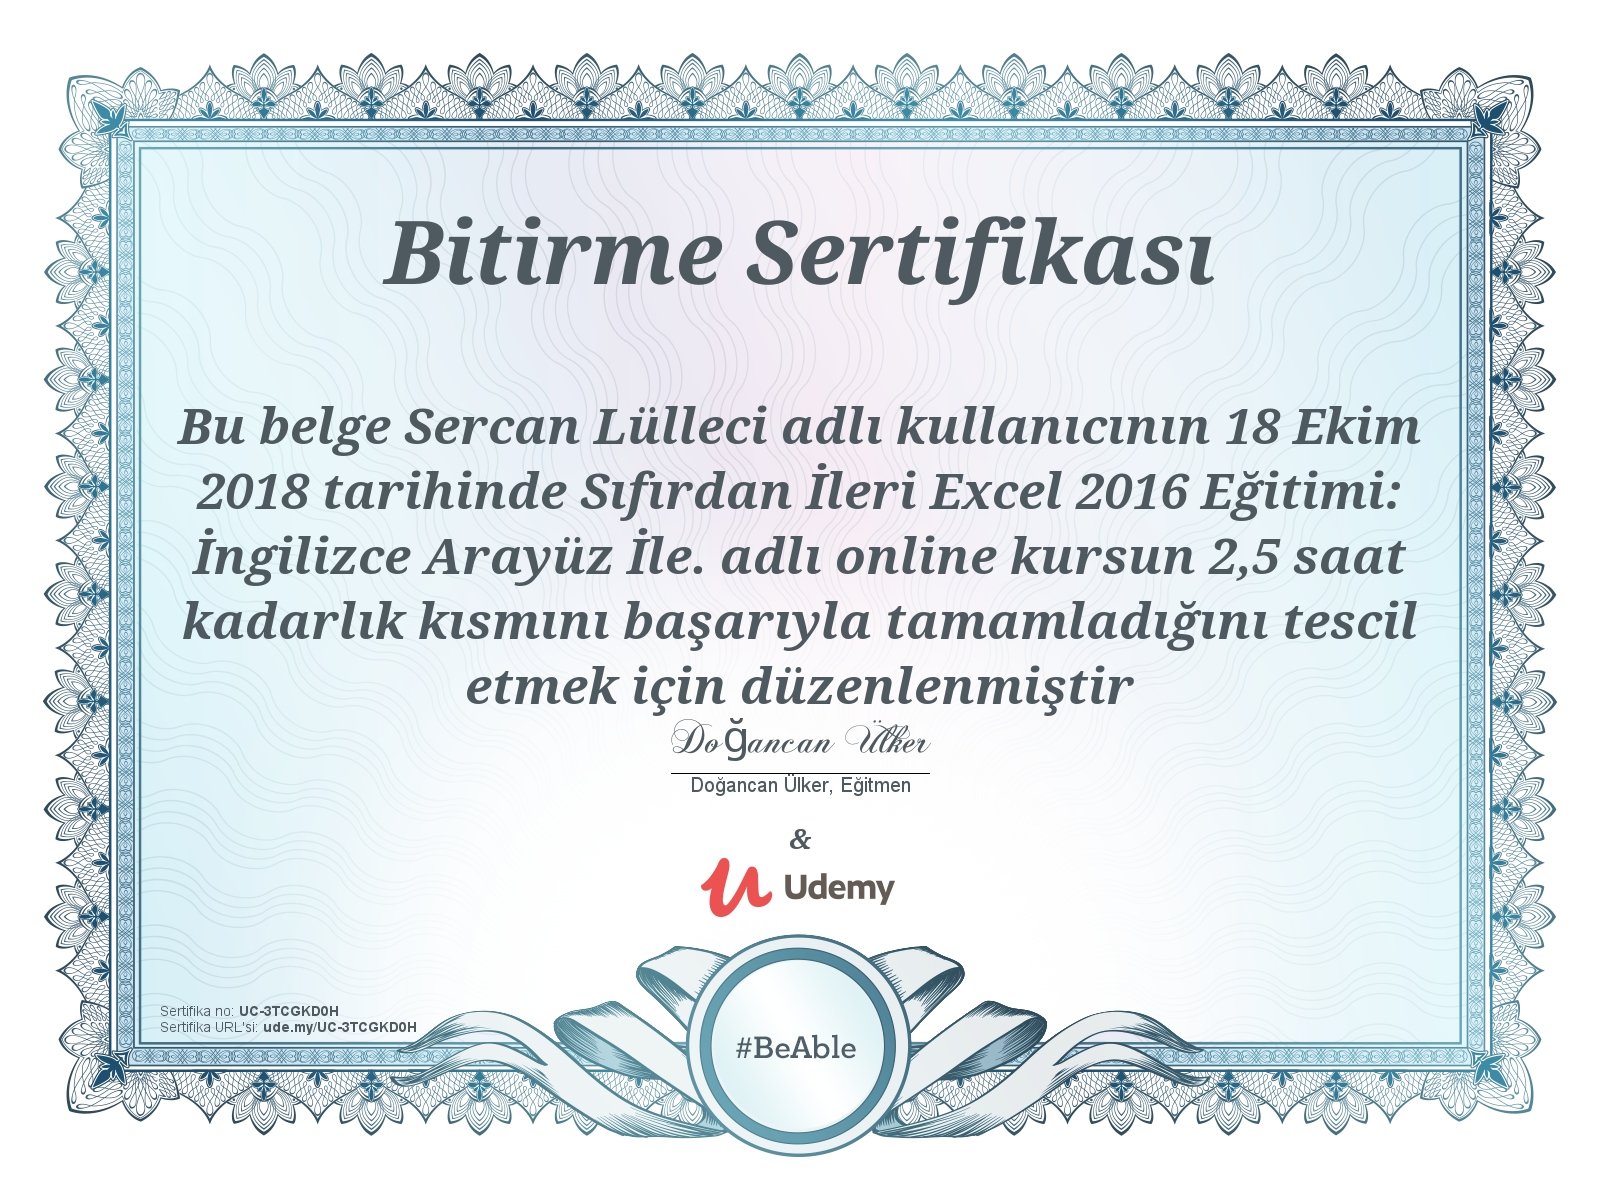 Bitirme Sertifikası
Bu belge Sercan Lülleci adlı kullanıcının 18 Ekim
2018 tarihinde Sıfırdan İleri Excel 2016 Eğitimi:
İngilizce Arayüz İle. adlı online kursun 2,5 saat
kadarlık kısmını başarıyla tamamladığını tescil
etmek için düzenlenmiştir
Doğancan Ülker
Doğancan Ülker, Eğitmen
&
Udemy
Sertifika no: UC-3TCGKD0H
Sertifika URL'si: ude.my/UC-3TCGKD0H
#BeAble